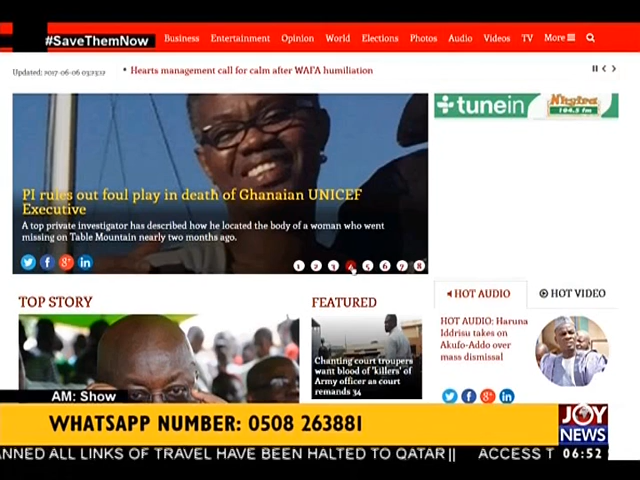 #SaveThemNow
Business Entertainment Opinion World Elections Photos Audio Videos TV More
Updated: 2017-06-06 03:23:12
• Hearts management call for calm after WAFA humiliation
PI rules out foul play in death of Ghanaian UNICEF
Executive
A top private investigator has described how he located the body of a woman who went
missing on Table Mountain nearly two months ago.
1 2 3 4 5 6 7 8
tunein
Nhyira
104.5 fm
TOP STORY
FEATURED
Chanting court troupers
want blood of 'killers' of
Army officer as court
remands 34
HOT AUDIO
HOT VIDEO
HOT AUDIO: Haruna
Iddrisu takes on
Akufo-Addo over
mass dismissal
AM: Show
WHATSAPP NUMBER: 0508 263881
JOY
NEWS
NNED ALL LINKS OF TRAVEL HAVE BEEN HALTED TO QATAR|| ACCESS T
06:52